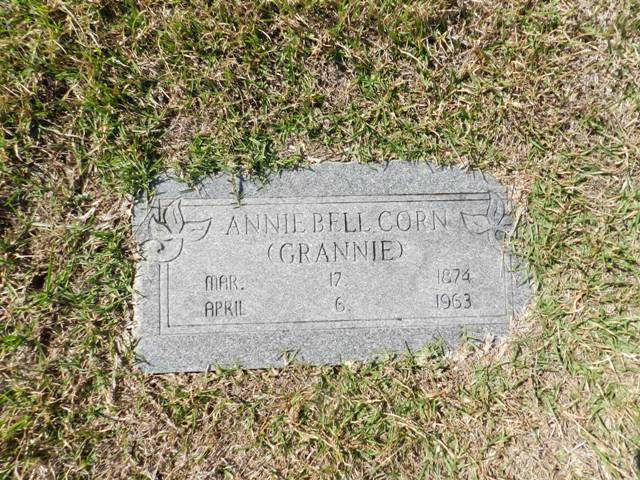 ANNIE BELL CORN
(GRANNIE)
MAR. 17 1874
APRIL 6. 1963